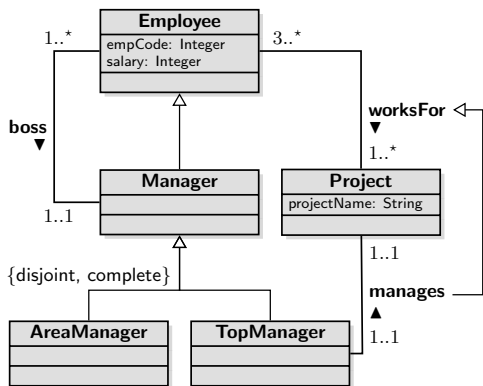 Employee
1..*
empCode: Integer
3..*
salary: Integer
boss
▼
worksFor
▼
1..*
Manager
Project
projectName: String
1..1
1..1
{disjoint, complete}
manages
▲
AreaManager
TopManager
1..1